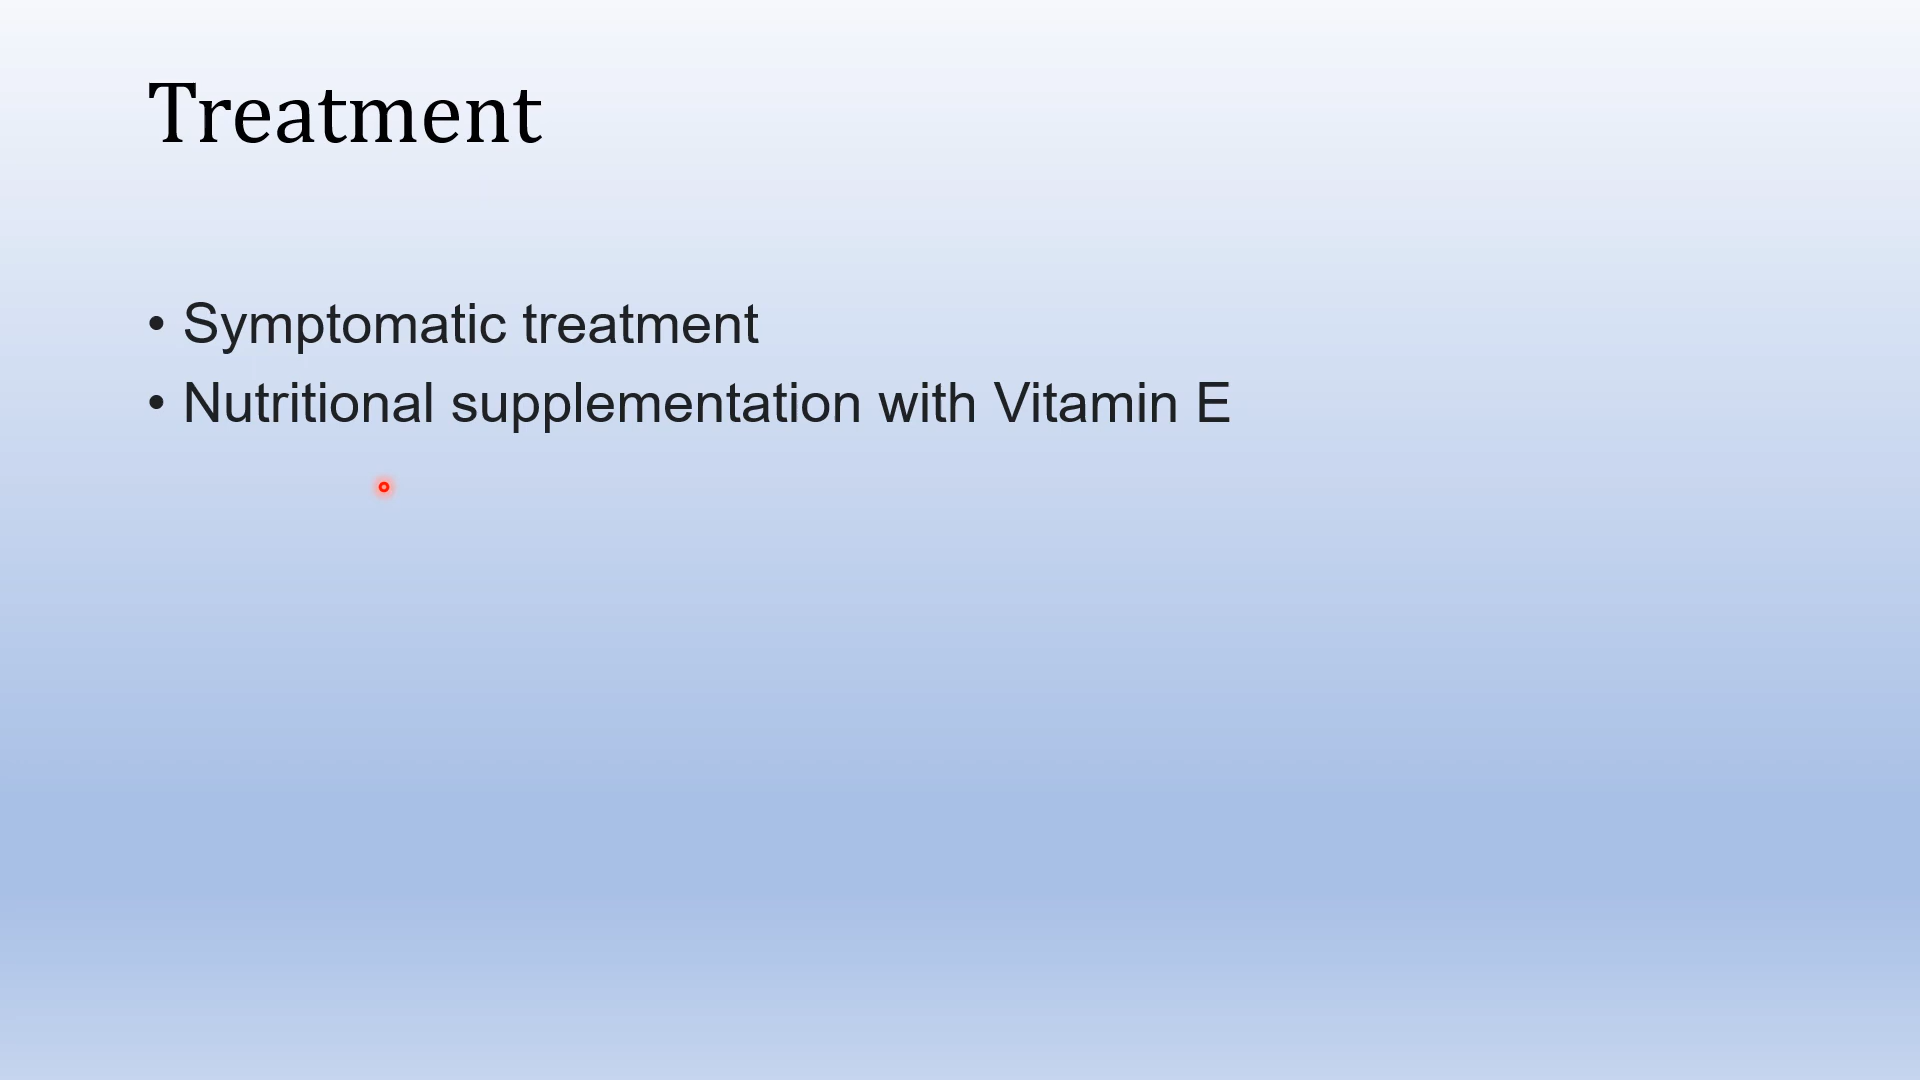 Treatment
• Symptomatic treatment
• Nutritional supplementation with Vitamin E